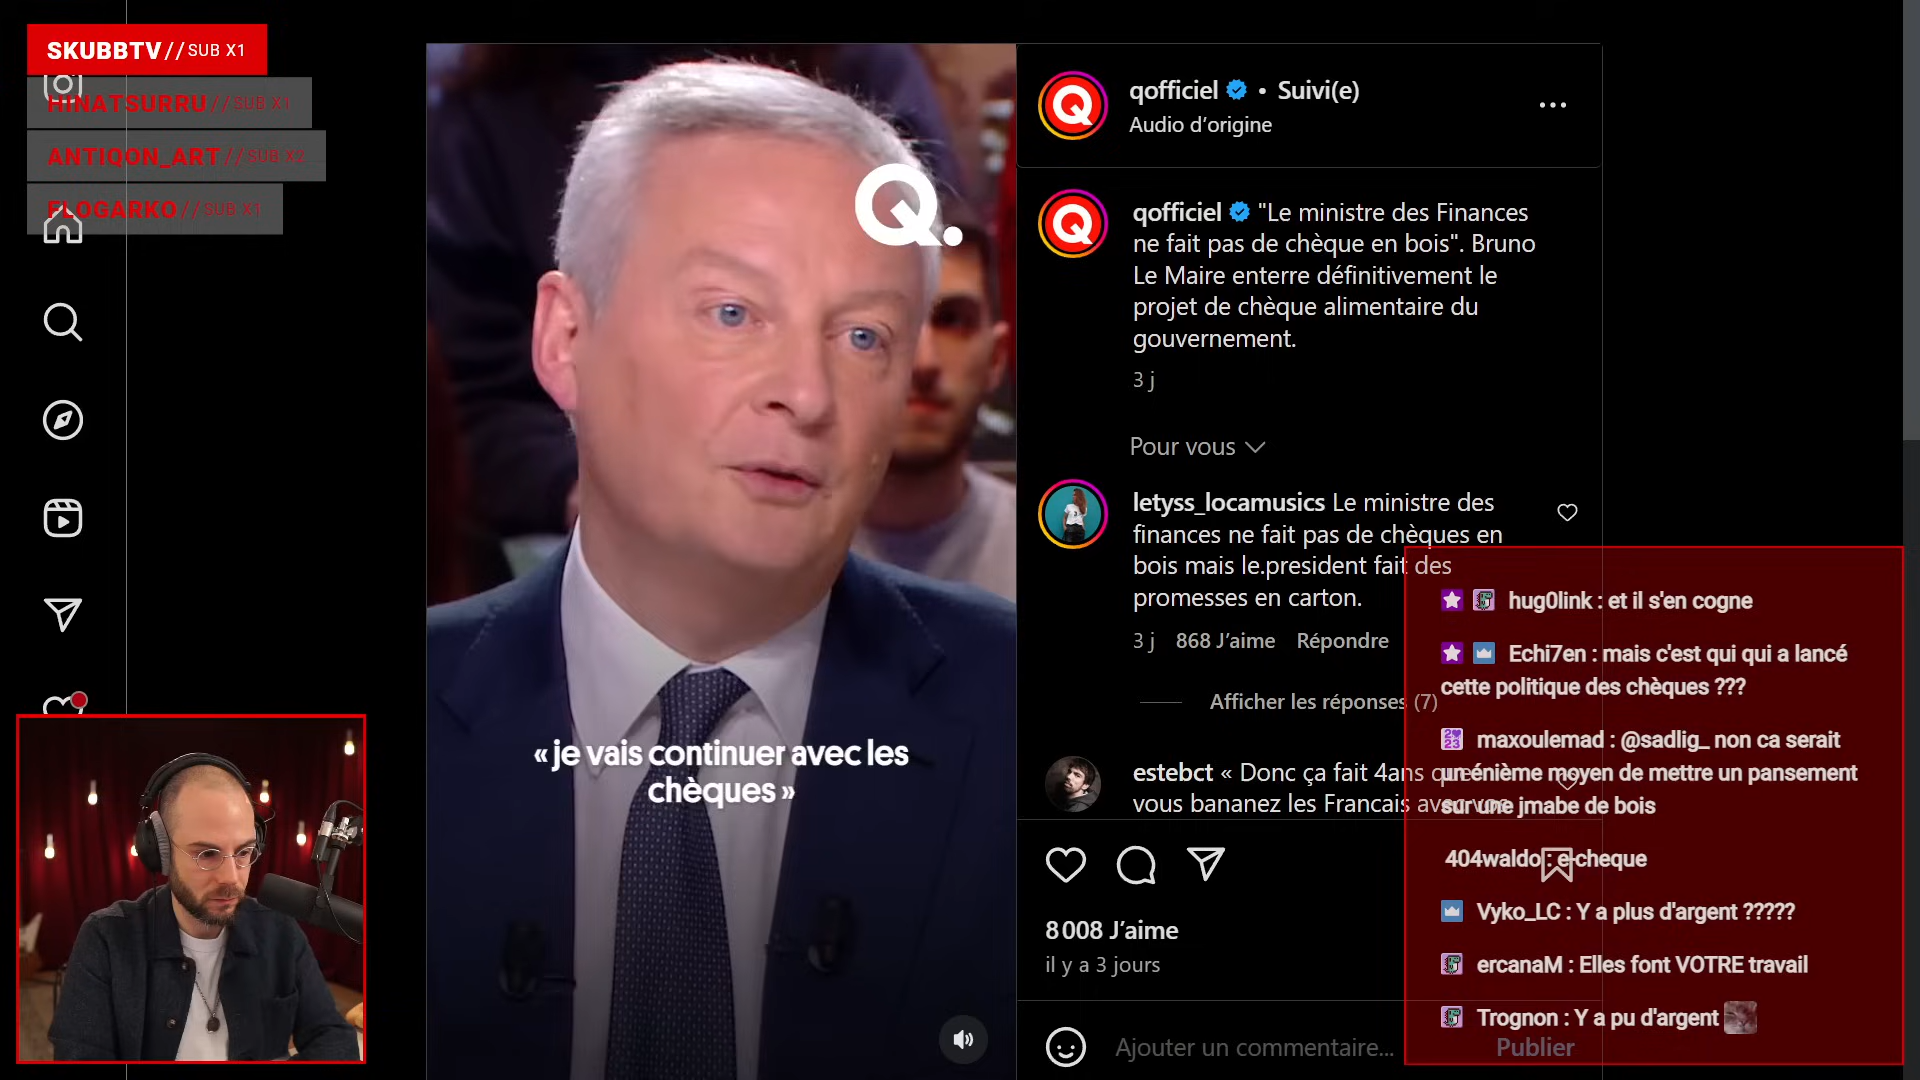 SKUBBTV//SUB X1
HINATSURRU//SUB X1
ANTIQON_ART//SUB X2
FLOGARKO//SUB X1
Q.
« je vais continuer avec les
chèques »
Q
qofficiel • Suivi(e)
Audio d’origine
Q
qofficiel "Le ministre des Finances
ne fait pas de chèque en bois". Bruno
Le Maire enterre définitivement le
projet de chèque alimentaire du
gouvernement.
3 j
Pour vous
letyss_locamusics Le ministre des
finances ne fait pas de chèques en
bois mais le.president fait des
promesses en carton.
3 j 868 J’aime Répondre
Afficher les réponses (7)
estebct « Donc ça fait 4ans que
vous bananez les Francais avec vos
8 008 J’aime
il y a 3 jours
Ajouter un commentaire...
Publier
hug0link : et il s'en cogne
Echi7en : mais c'est qui qui a lancé
cette politique des chèques ???
maxoulemad : @sadlig_ non ca serait
un énième moyen de mettre un pansement
sur une jmabe de bois
404waldo : e-cheque
Vyko_LC : Y a plus d'argent ?????
ercanaM : Elles font VOTRE travail
Trognon : Y a pu d'argent